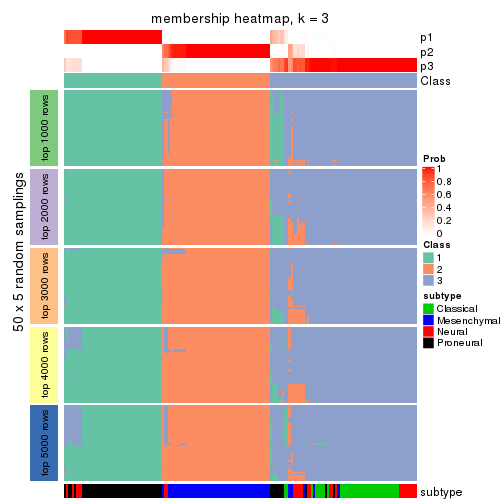 membership heatmap, k = 3
p1
p2
p3
Class
50 x 5 random samplings
top 1000 rows
top 2000 rows
top 3000 rows
top 4000 rows
top 5000 rows
Prob
1
0.8
0.6
0.4
0.2
0
Class
1
2
3
subtype
Classical
Mesenchymal
Neural
Proneural
subtype